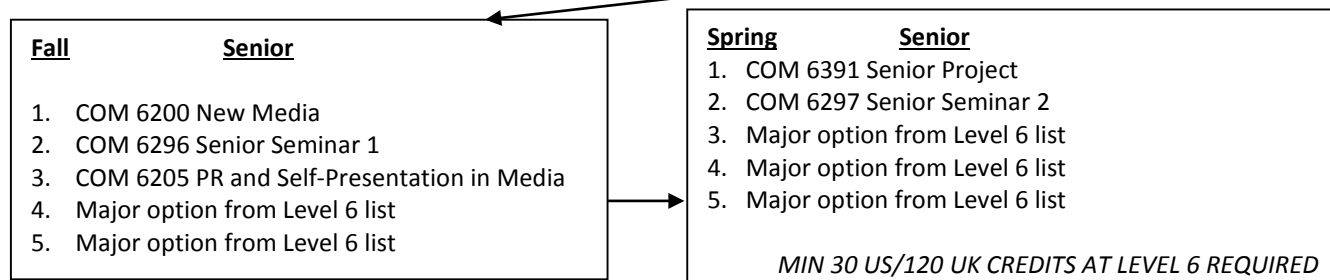 Fall Senior
1. COM 6200 New Media
2. COM 6296 Senior Seminar 1
3. COM 6205 PR and Self-Presentation in Media
4. Major option from Level 6 list
5. Major option from Level 6 list
Spring Senior
1. COM 6391 Senior Project
2. COM 6297 Senior Seminar 2
3. Major option from Level 6 list
4. Major option from Level 6 list
5. Major option from Level 6 list
MIN 30 US/120 UK CREDITS AT LEVEL 6 REQUIRED